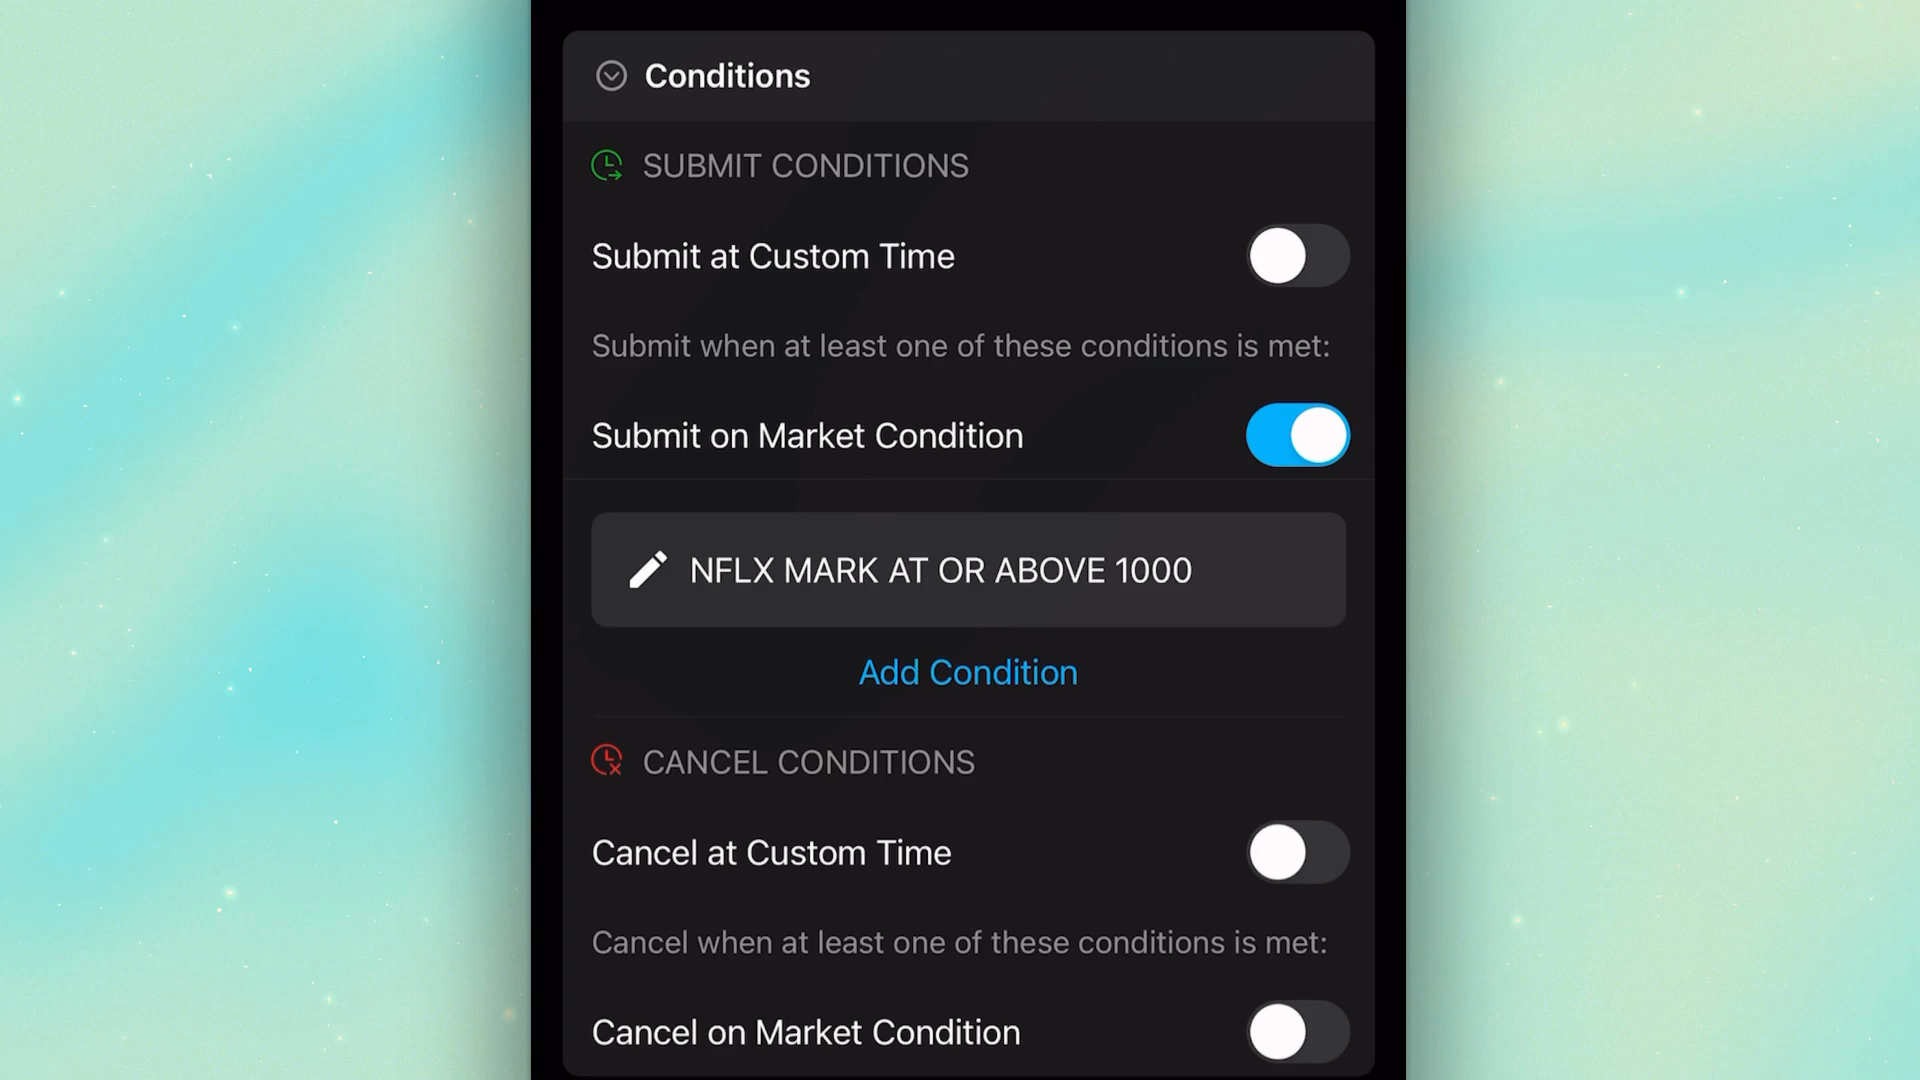 Conditions
SUBMIT CONDITIONS
Submit at Custom Time
Submit when at least one of these conditions is met:
Submit on Market Condition
NFLX MARK AT OR ABOVE 1000
Add Condition
CANCEL CONDITIONS
Cancel at Custom Time
Cancel when at least one of these conditions is met:
Cancel on Market Condition